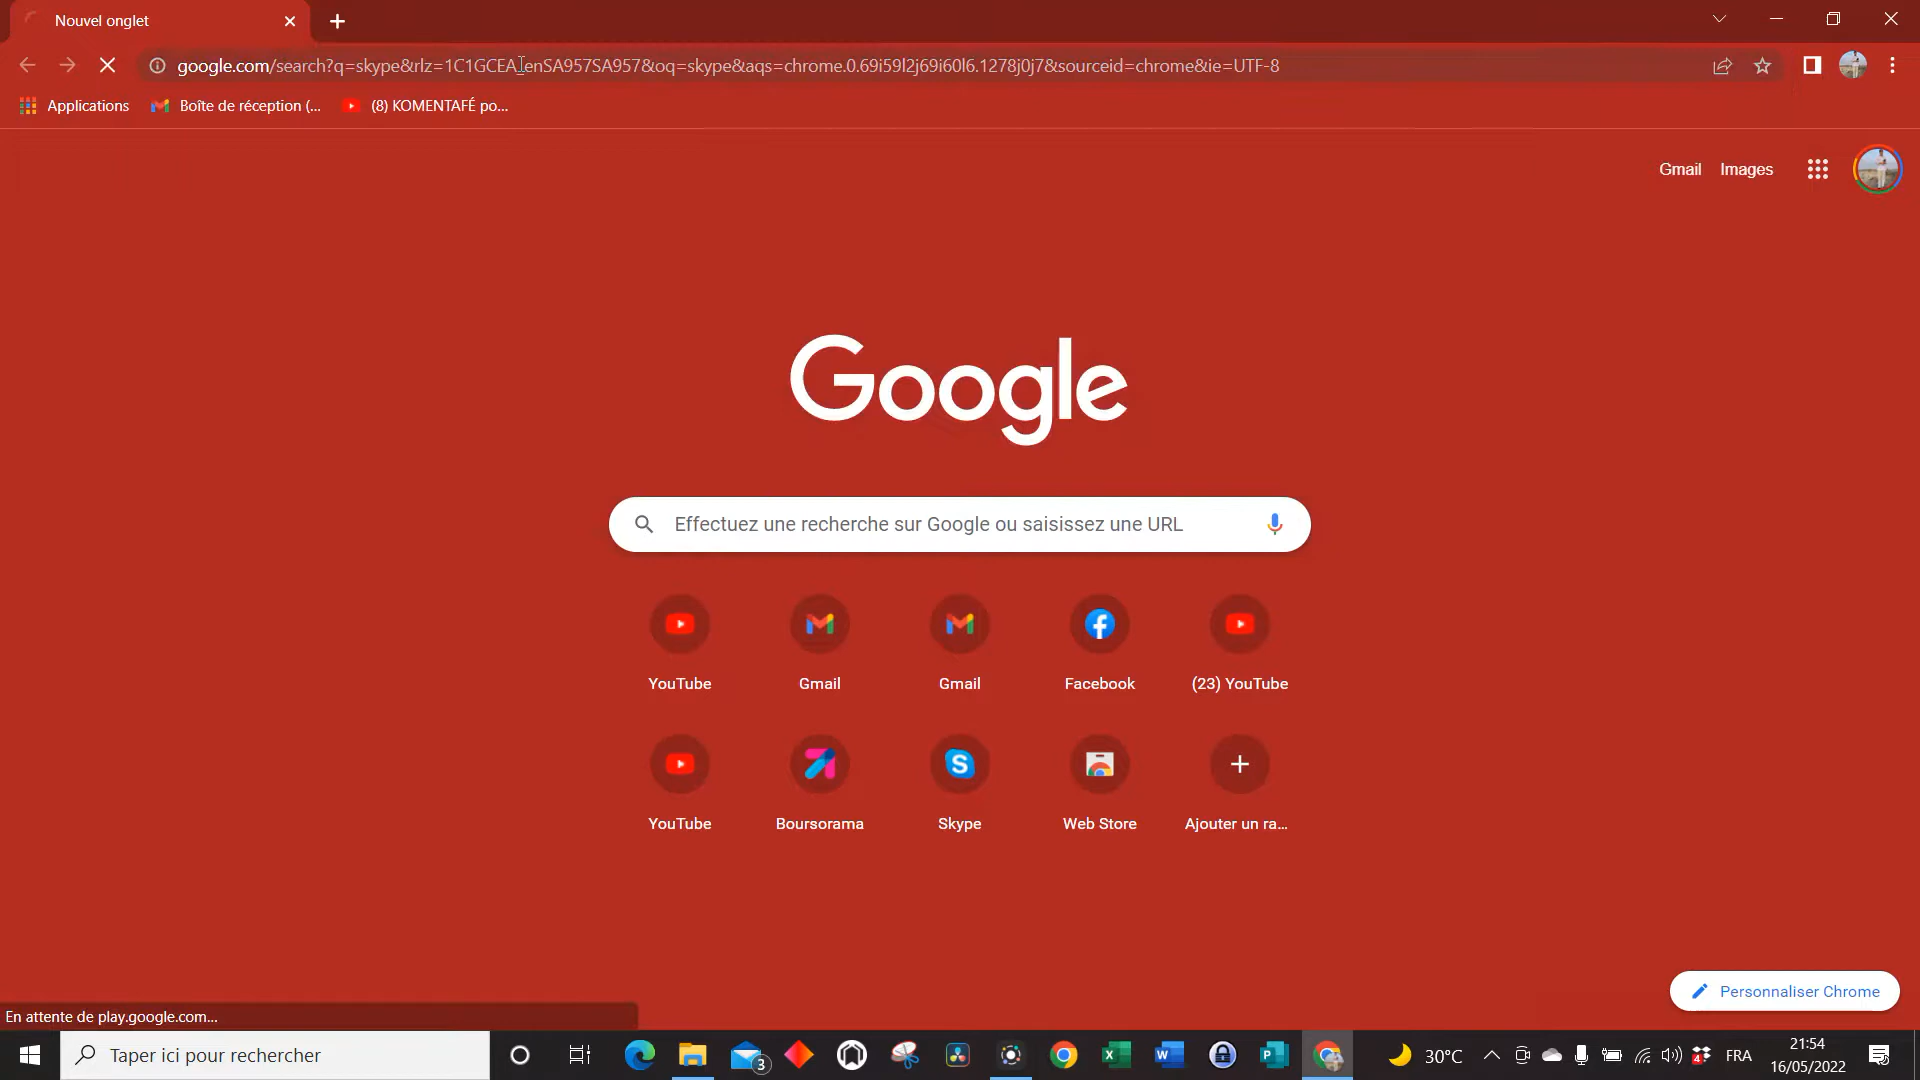 Nouvel onglet
google.com/search?q=skype&rlz=1C1GCEAJenSA957SA957&oq=skype&aqs=chrome.0.69i59l2j69i60l6.1278j0j7&sourceid=chrome&ie=UTF-8
Applications
Boîte de réception (...
(8) KOMENTAFÉ po...
Gmail
Images
Google
Effectuez une recherche sur Google ou saisissez une URL
YouTube
Gmail
Gmail
Facebook
(23) YouTube
YouTube
Boursorama
Skype
Web Store
Ajouter un ra...
Personnaliser Chrome
En attente de play.google.com...
Taper ici pour rechercher
3
30°C
4
FRA
21:54
16/05/2022